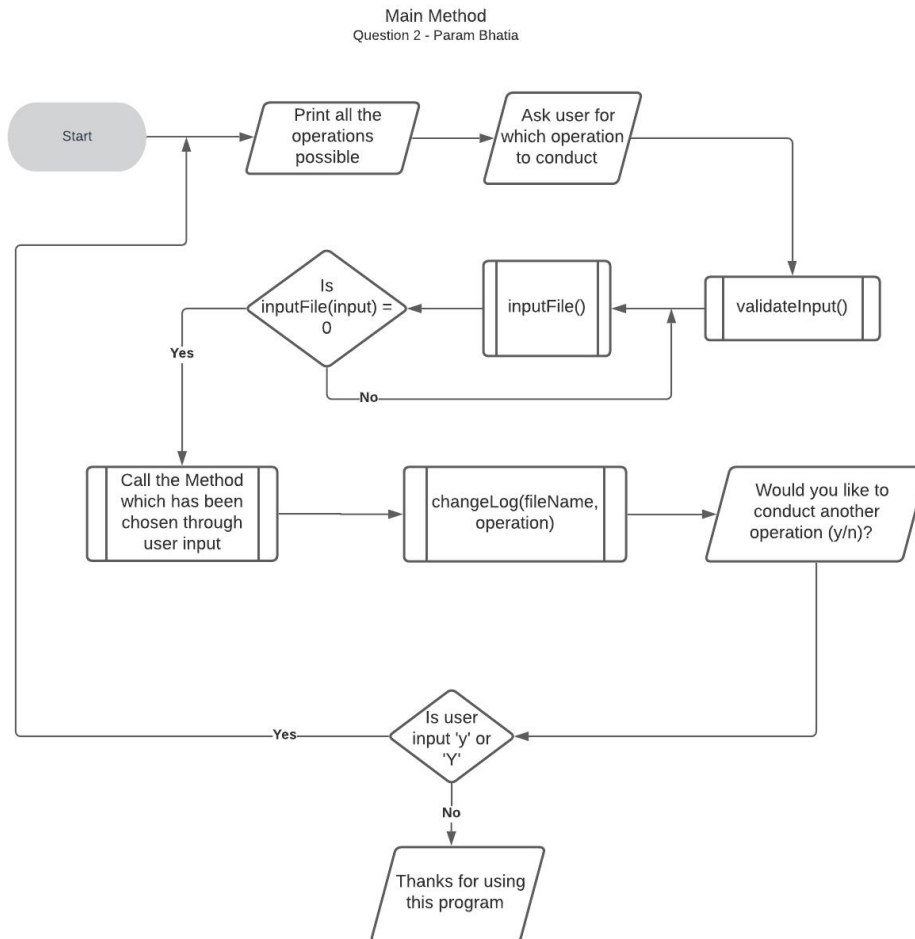 Main Method
Question 2 - Param Bhatia
Start
Print all the
operations
possible
Ask user for
which operation
to conduct
Is
inputFile(input) =
0
inputFile()
validateInput()
Yes
No
Call the Method
which has been
chosen through
user input
changeLog(fileName,
operation)
Would you like to
conduct another
operation (y/n)?
Is user
input 'y' or
'Y'
Yes
No
Thanks for using
this program